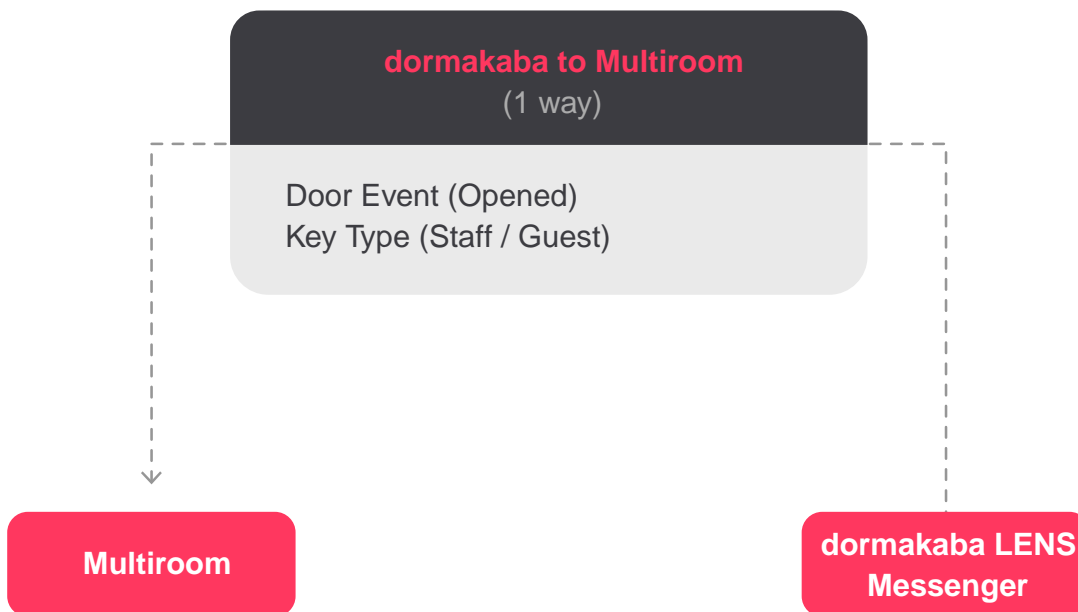 dormakaba to Multiroom
(1 way)
Door Event (Opened)
Key Type (Staff / Guest)
Multiroom
dormakaba LENS
Messenger